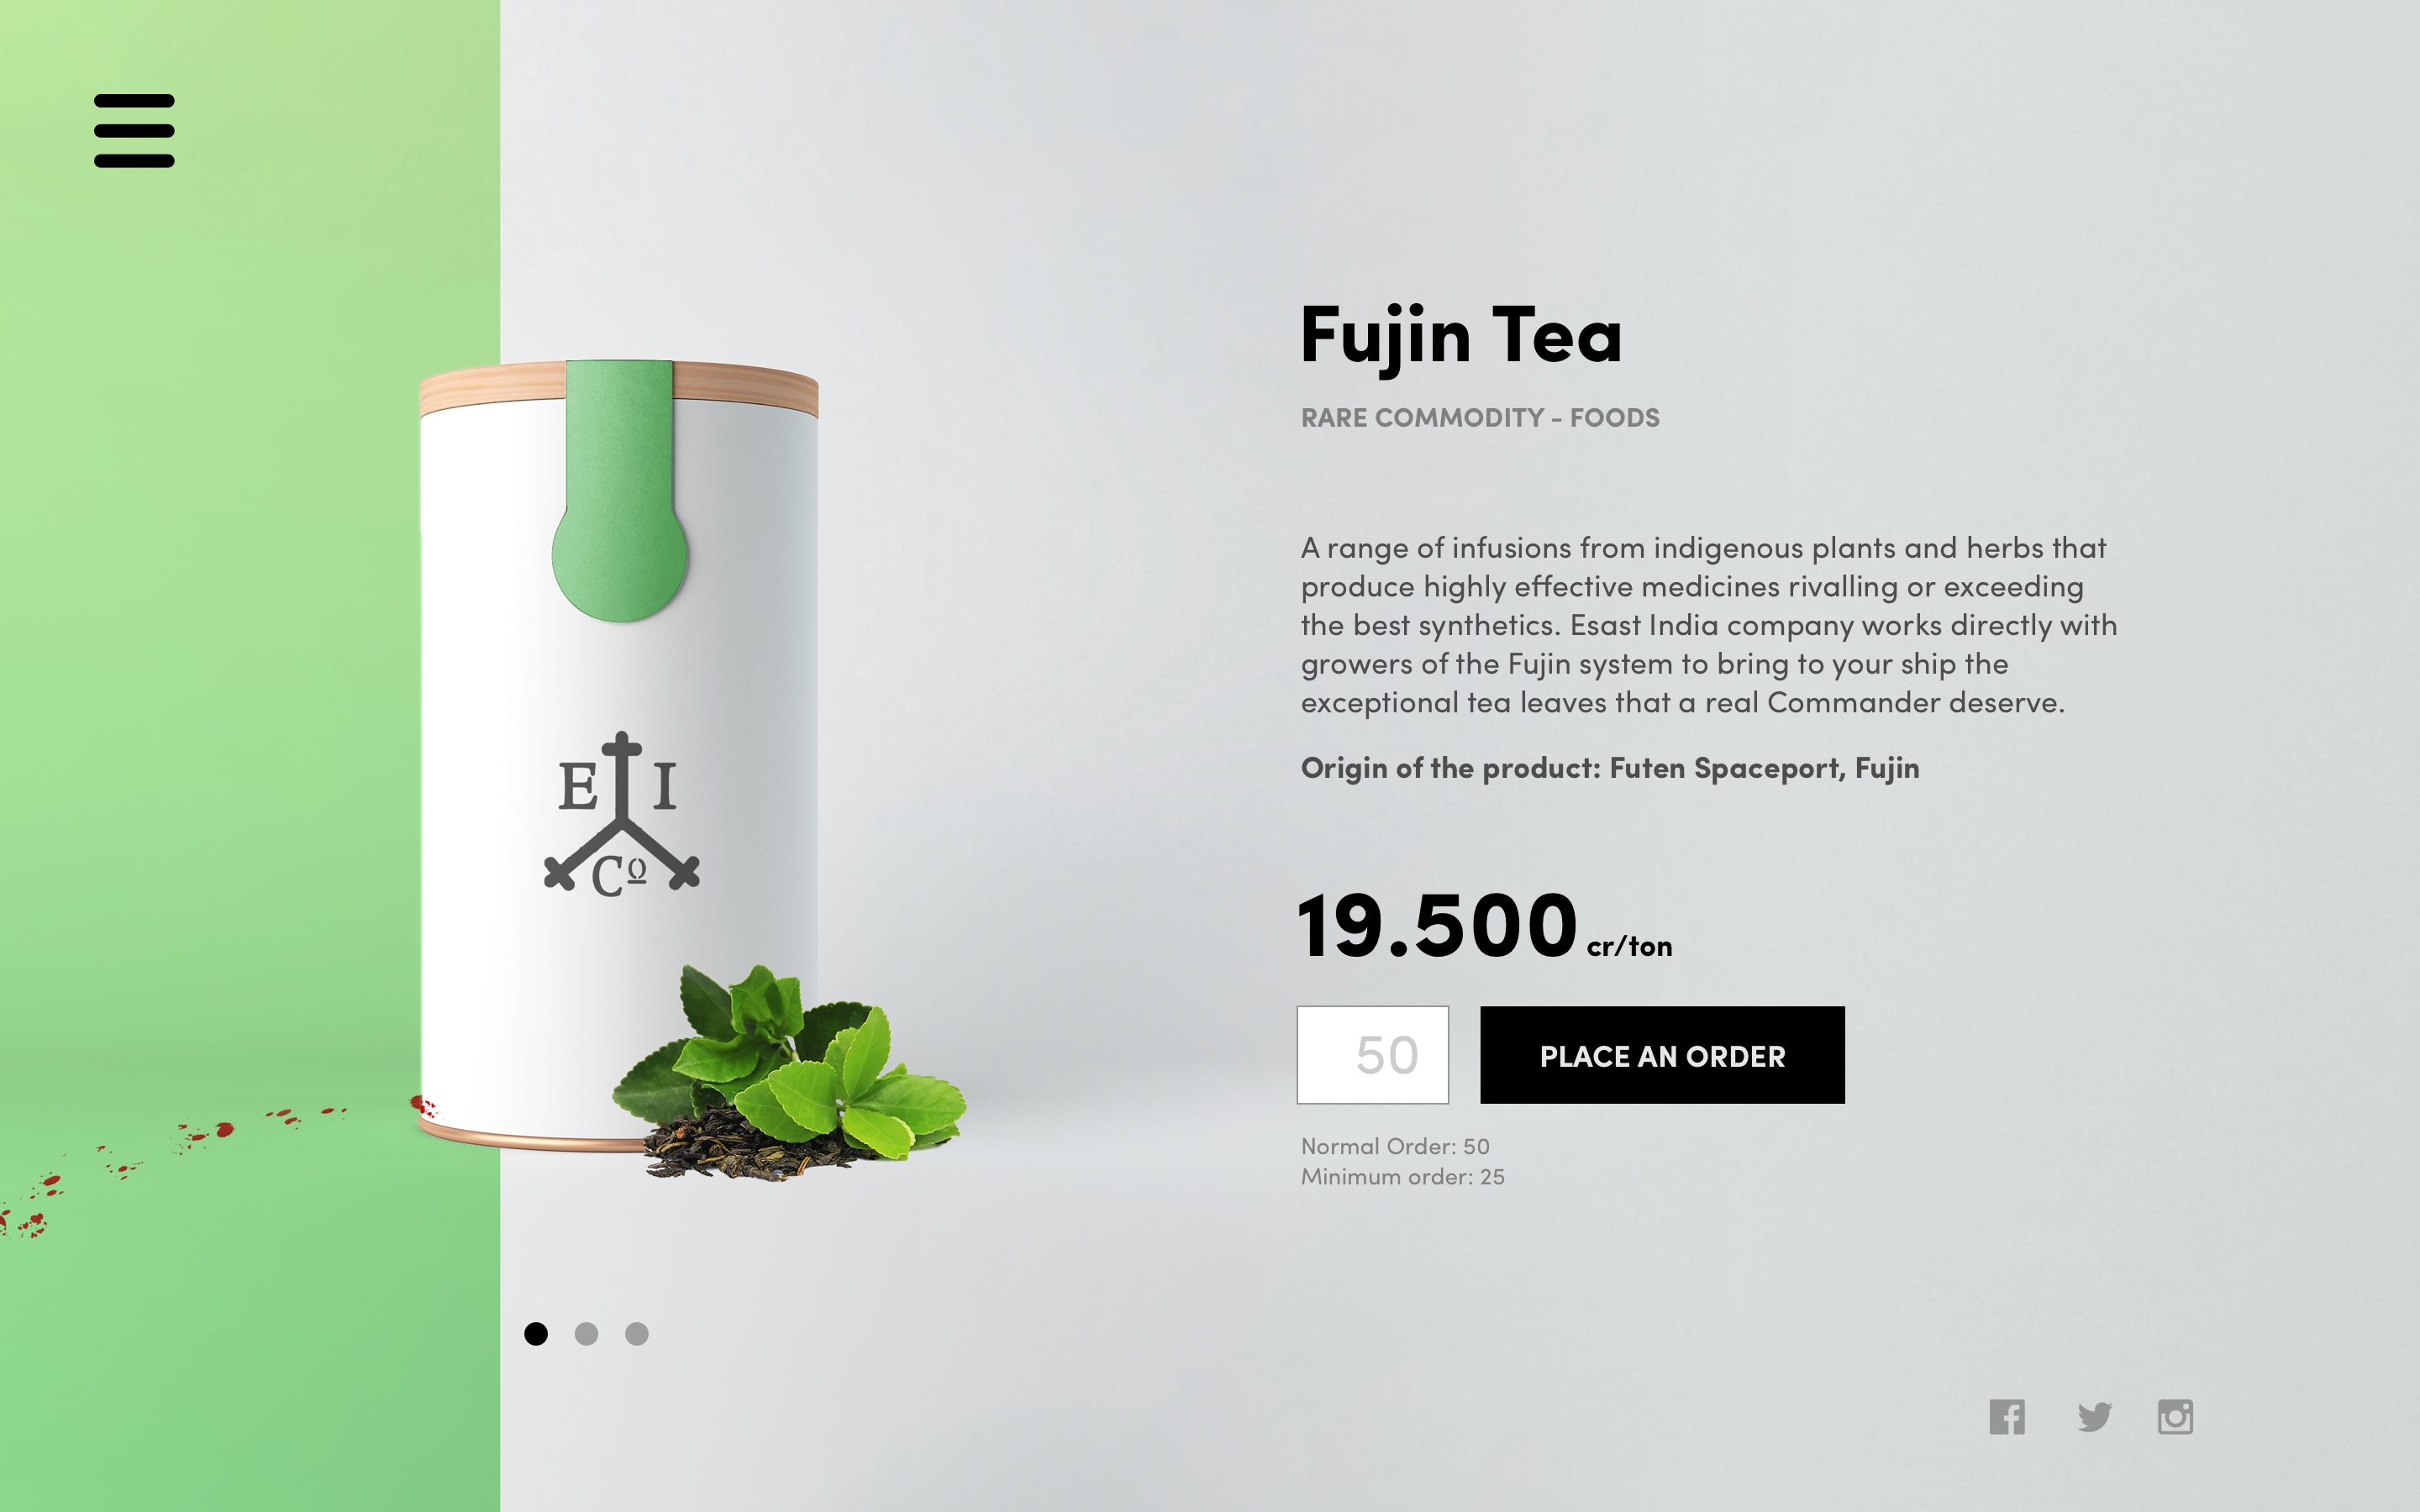 Fujin Tea
RARE COMMODITY - FOODS
A range of infusions from indigenous plants and herbs that
produce highly effective medicines rivalling or exceeding
the best synthetics. Esast India company works directly with
growers of the Fujin system to bring to your ship the
exceptional tea leaves that a real Commander deserve.
Origin of the product: Futen Spaceport, Fujin
E I
Cº
19.500 cr/ton
50
PLACE AN ORDER
Normal Order: 50
Minimum order: 25